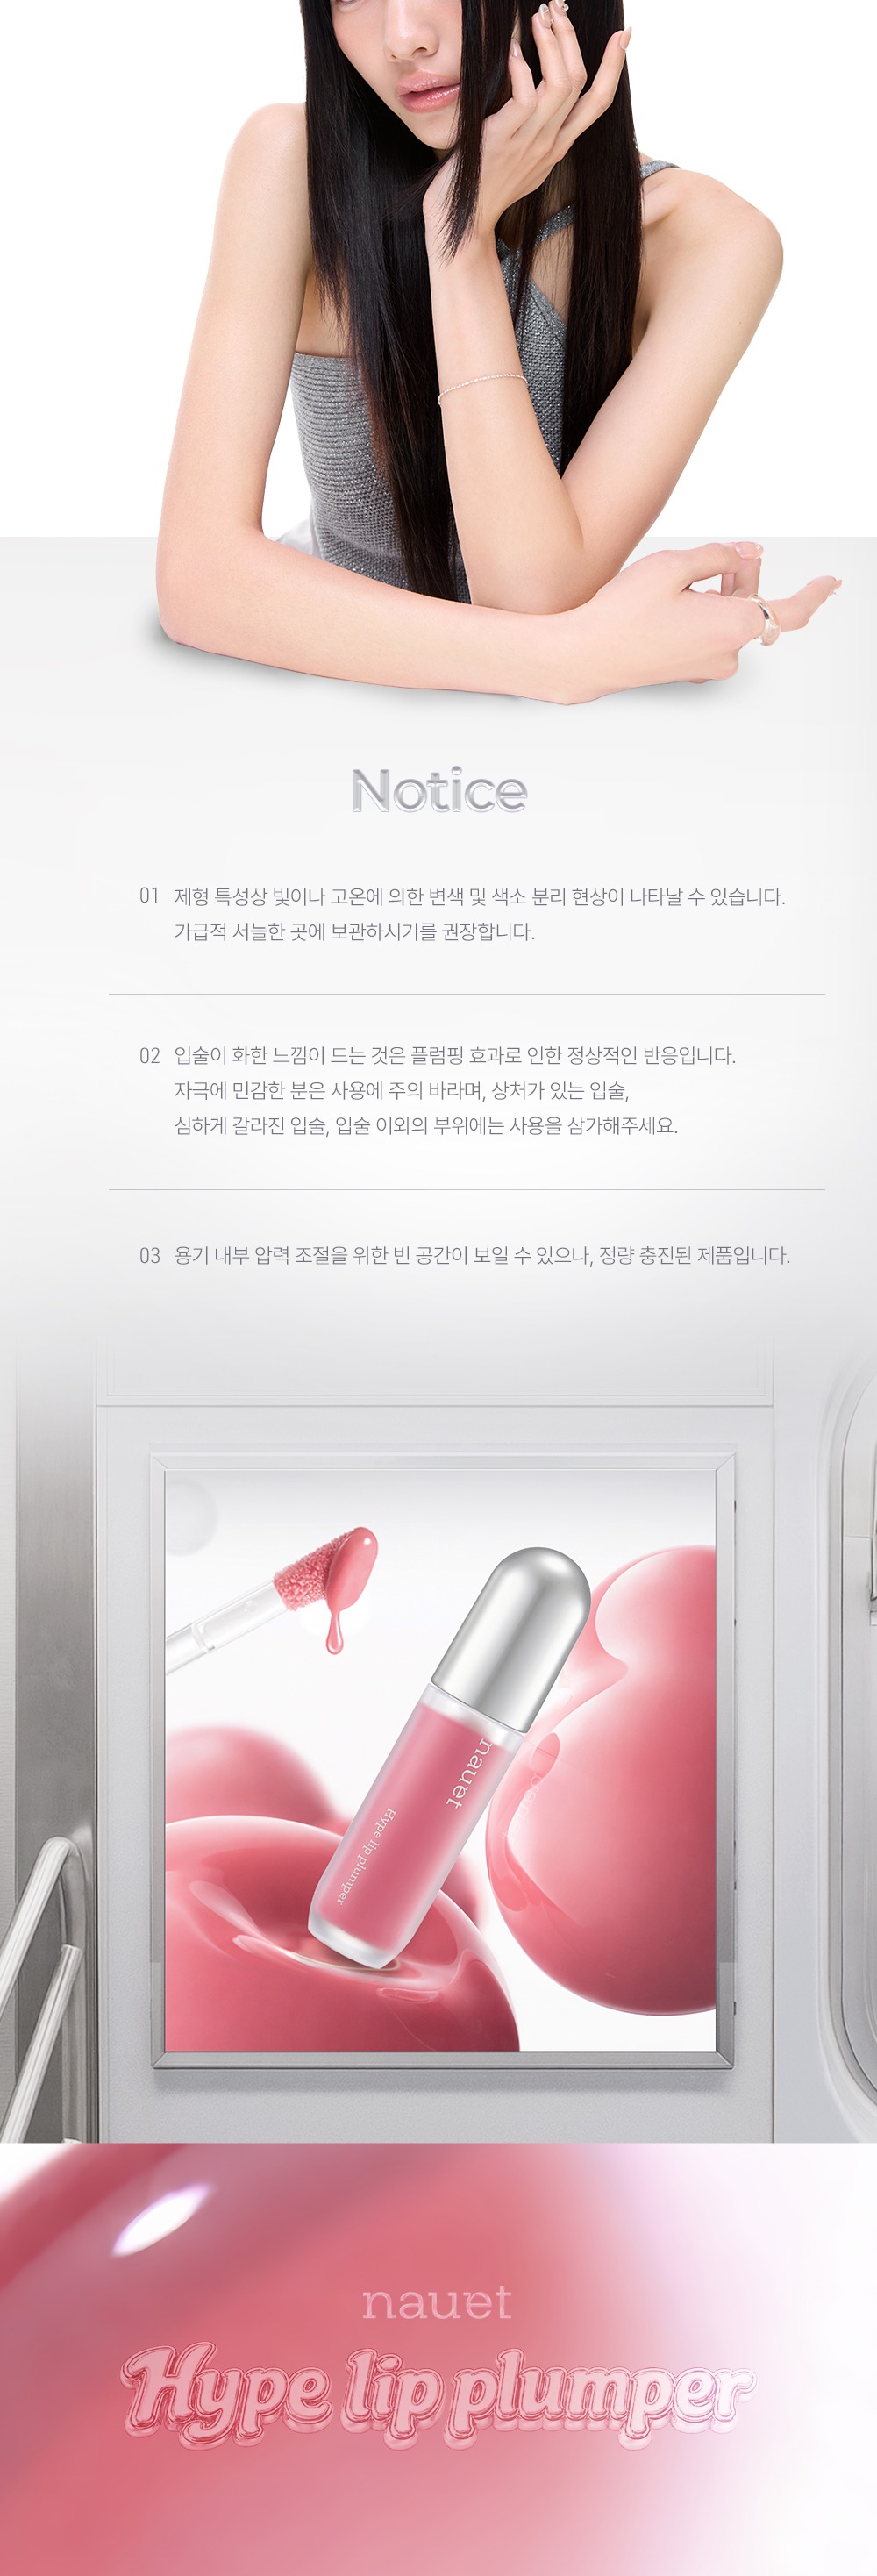 Notice
01 제형 특성상 빛이나 고온에 의한 변색 및 색소 분리 현상이 나타날 수 있습니다.
가급적 서늘한 곳에 보관하시기를 권장합니다.
02 입술이 화한 느낌이 드는 것은 플럼핑 효과로 인한 정상적인 반응입니다.
자극에 민감한 분은 사용에 주의 바라며, 상처가 있는 입술,
심하게 갈라진 입술, 입술 이외의 부위에는 사용을 삼가해주세요.
03 용기 내부 압력 조절을 위한 빈 공간이 보일 수 있으나, 정량 충진된 제품입니다.
nauet
Hype lip plumper
nauet
Hype lip plumper